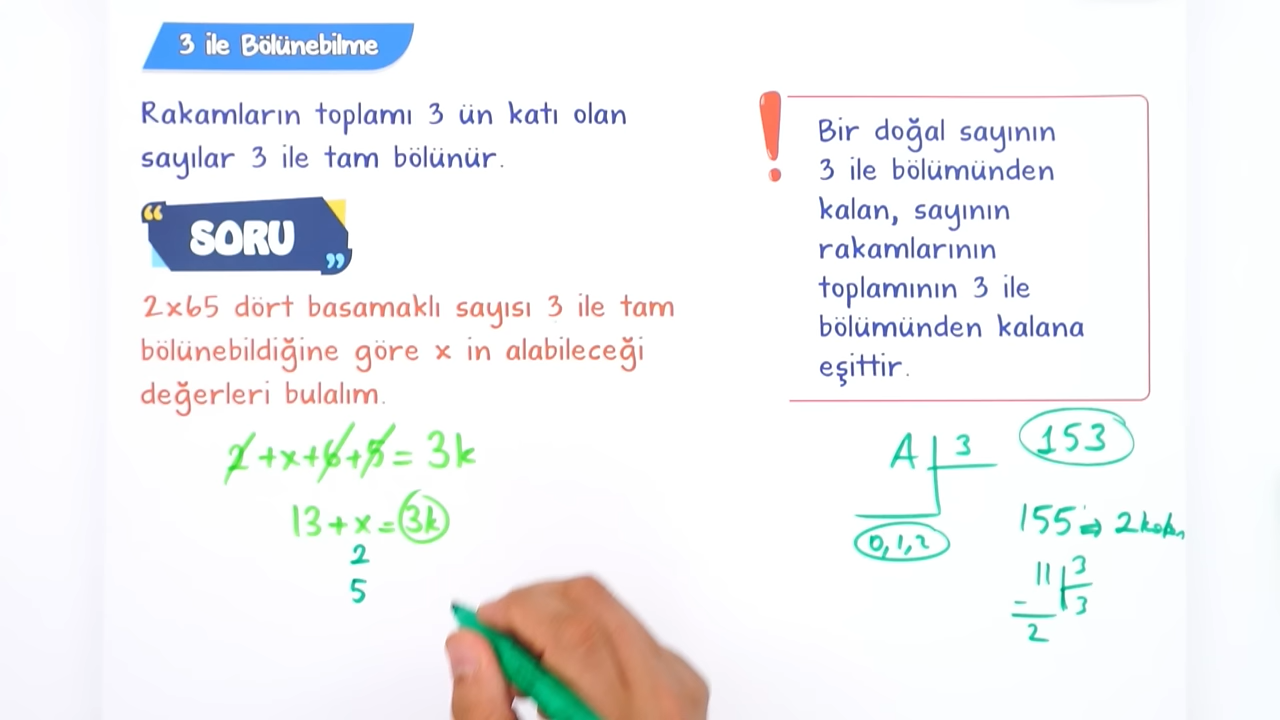 3 ile Bölünebilme
Rakamların toplamı 3 ün katı olan
sayılar 3 ile tam bölünür.
SORU
2x65 dört basamaklı sayısı 3 ile tam
bölünebildiğine göre x in alabileceği
değerleri bulalım.
2+x+6+5=3k
13+x=3k
2
5
Bir doğal sayının
3 ile bölümünden
kalan, sayının
rakamlarının
toplamının 3 ile
bölümünden kalana
eşittir.
A 3
0,1,2
153
155⇒2 kalan
11 3
- 3
2